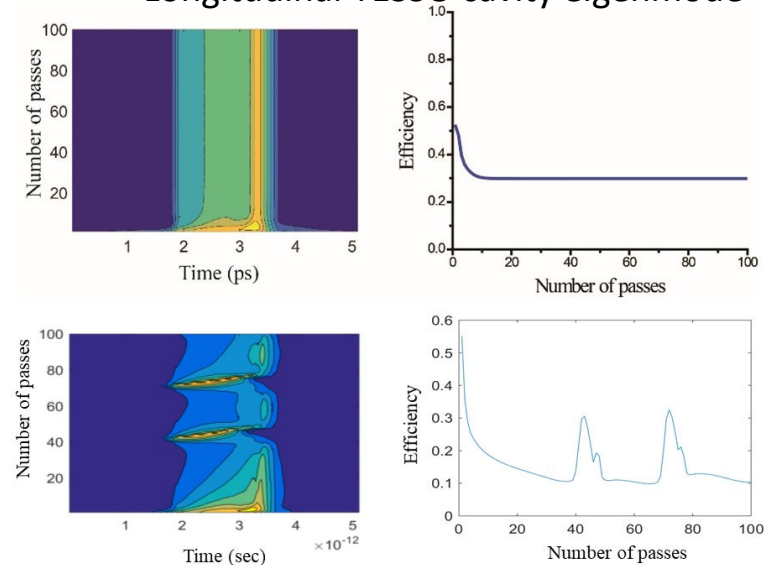 Longitudinal TESSO cavity eigenmode
100
80
60
40
20
Number of passes
1 2 3 4 5
Time (ps)
1.0
0.8
0.6
0.4
0.2
0.0
Efficiency
0 20 40 60 80 100
Number of passes
100
80
60
40
20
Number of passes
1 2 3 4 5
×10⁻¹²
Time (sec)
0.6
0.5
0.4
0.3
0.2
0.1
0
Efficiency
0 20 40 60 80 100
Number of passes